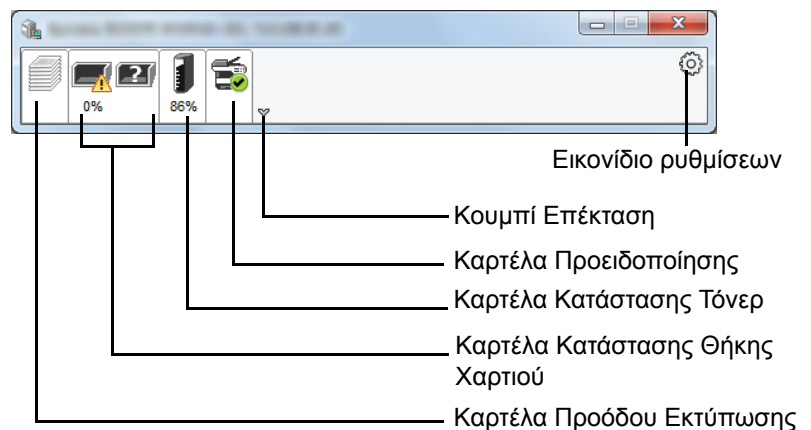 0%
86%
Εικονίδιο ρυθμίσεων
Κουμπί Επέκταση
Καρτέλα Προειδοποίησης
Καρτέλα Κατάστασης Τόνερ
Καρτέλα Κατάστασης Θήκης
Χαρτιού
Καρτέλα Προόδου Εκτύπωσης